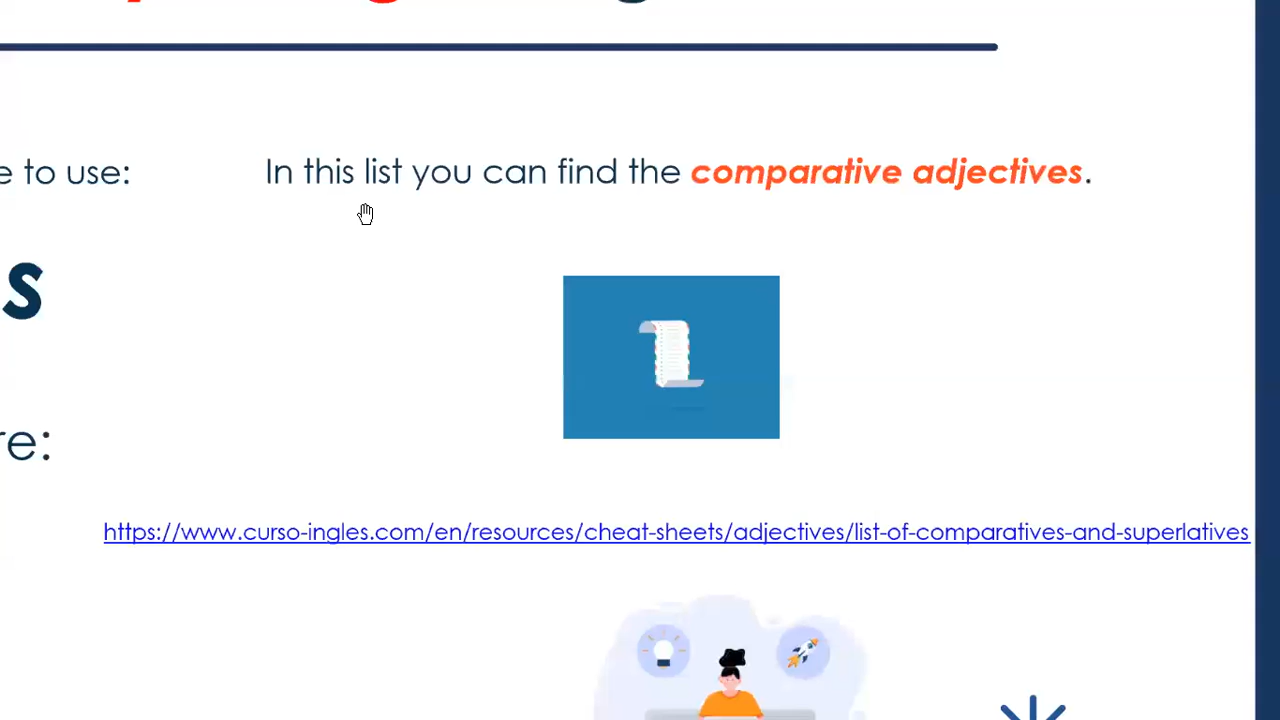 e to use:
In this list you can find the comparative adjectives.
s
re:
https://www.curso-ingles.com/en/resources/cheat-sheets/adjectives/list-of-comparatives-and-superlatives